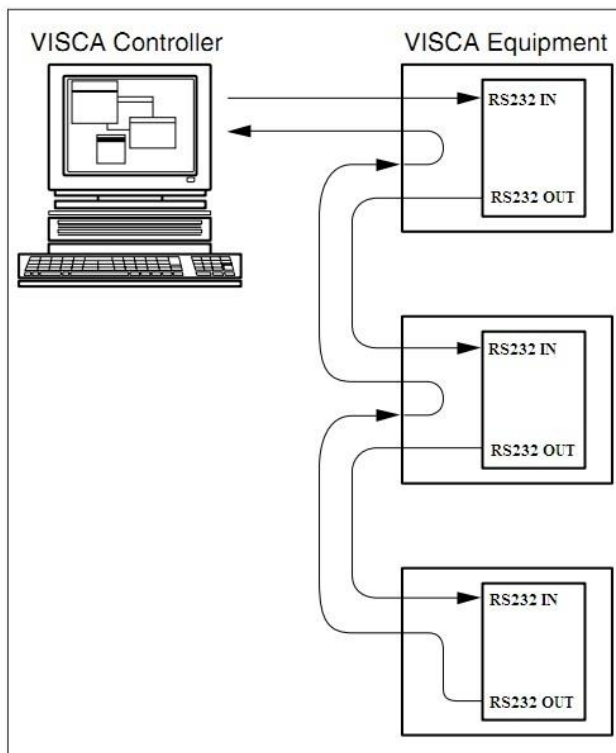 VISCA Controller
VISCA Equipment
RS232 IN
RS232 OUT
RS232 IN
RS232 OUT
RS232 IN
RS232 OUT